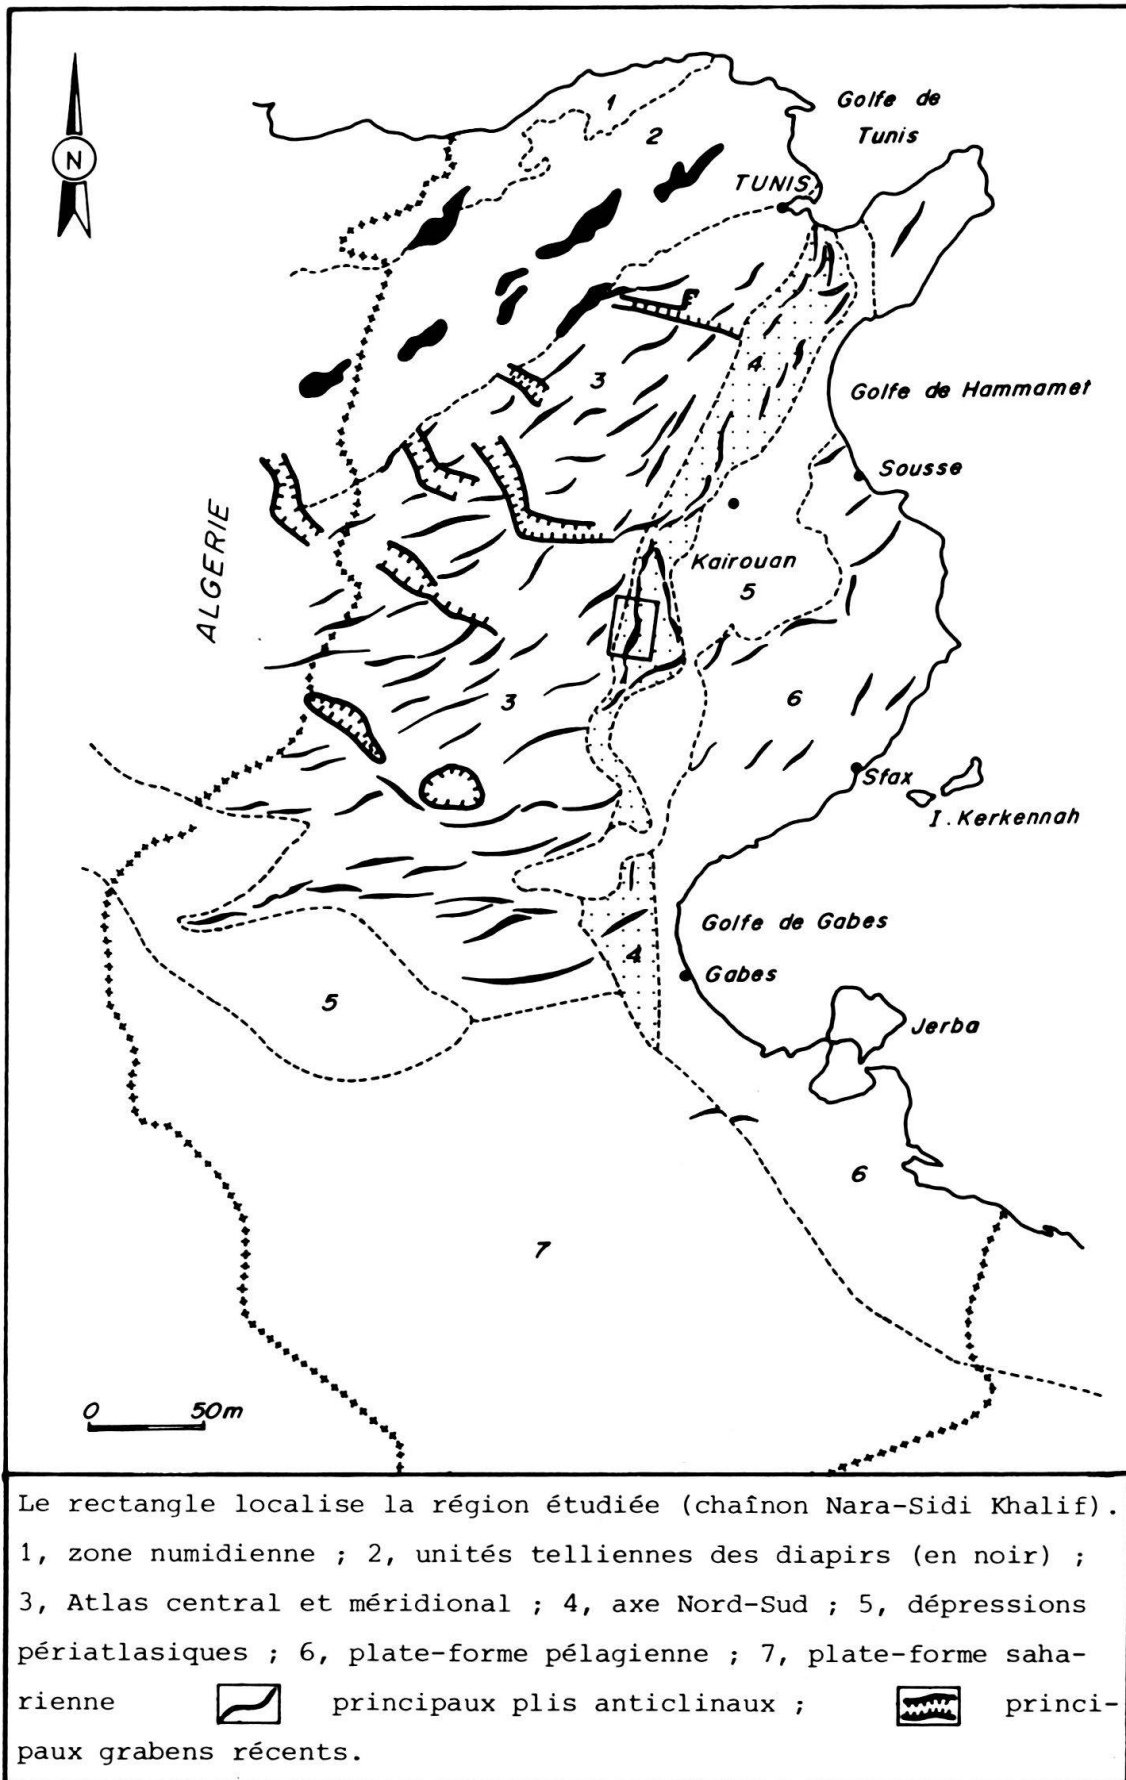 N
1
2
Golfe de
Tunis
TUNIS
3
4
Golfe de Hammamet
Sousse
ALGERIE
Kairouan
5
3
6
Sfax
I. Kerkennah
Golfe de Gabes
4
Gabes
5
Jerba
6
7
0 50m
Le rectangle localise la région étudiée (chaînon Nara-Sidi Khalif).
1, zone numidienne ; 2, unités telliennes des diapirs (en noir) ;
3, Atlas central et méridional ; 4, axe Nord-Sud ; 5, dépressions
périatlasiques ; 6, plate-forme pélagienne ; 7, plate-forme saha-
rienne principaux plis anticlinaux ; princi-
paux grabens récents.